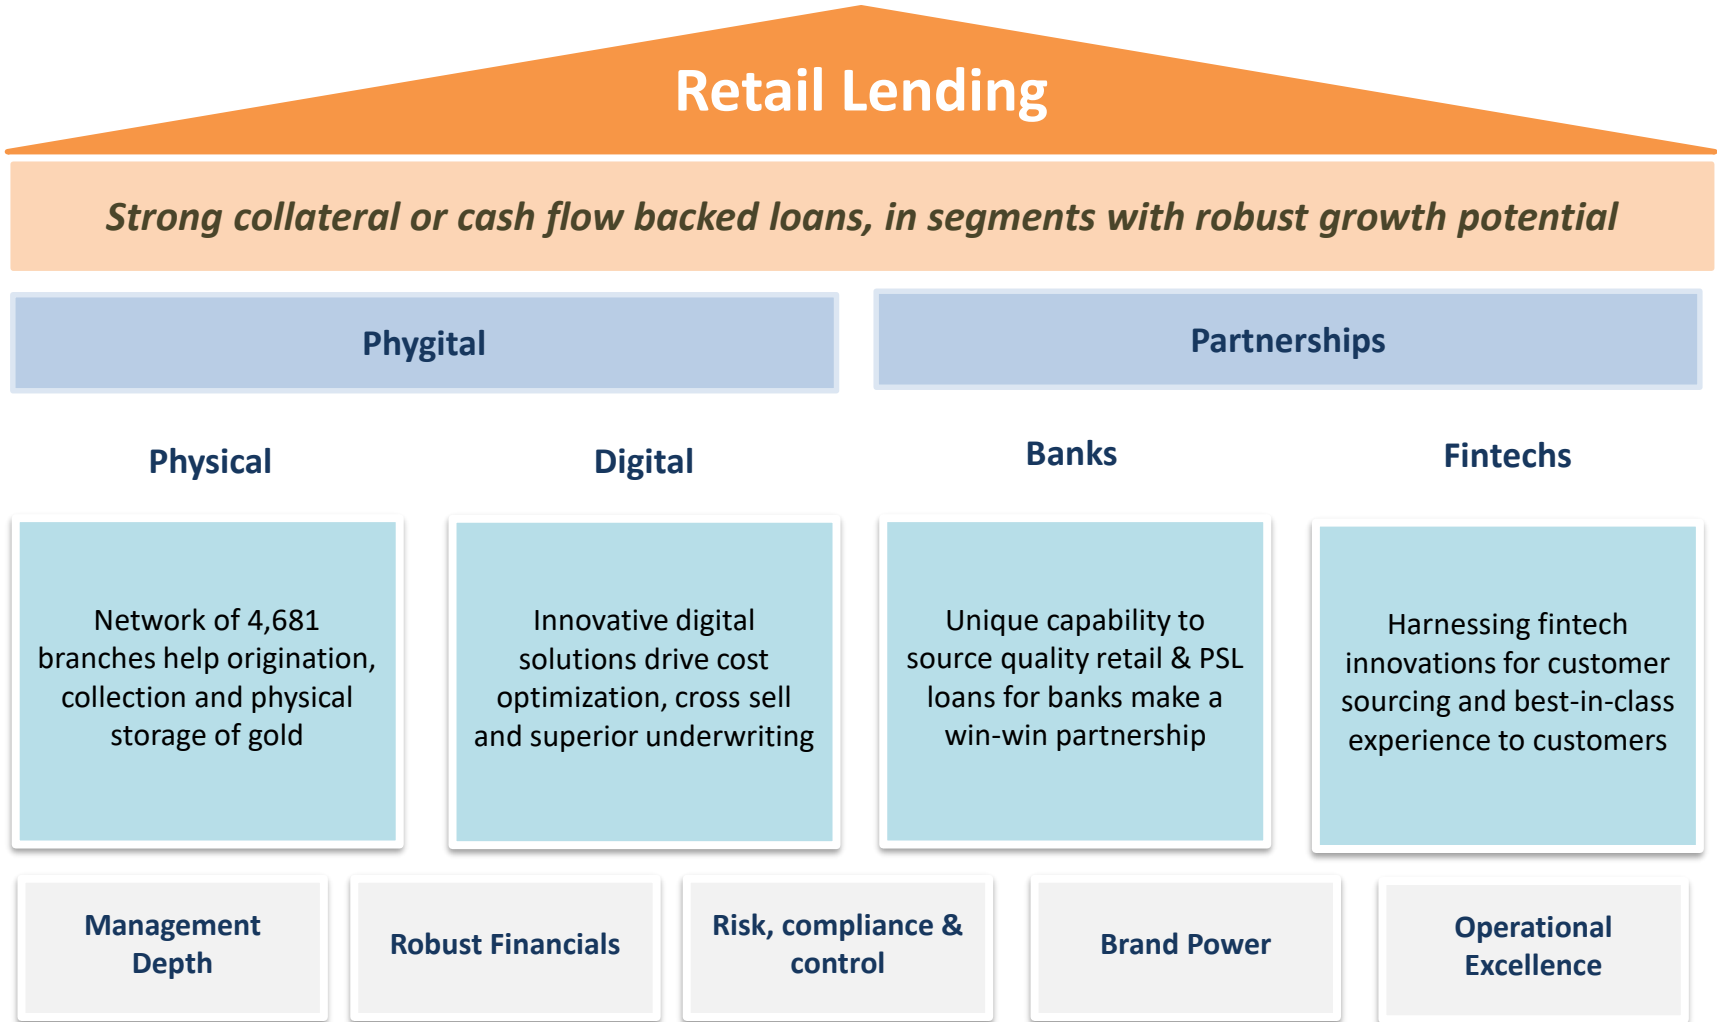 Retail Lending
Strong collateral or cash flow backed loans, in segments with robust growth potential
Phygital
Partnerships
Physical
Digital
Banks
Fintechs
Network of 4,681
branches help origination,
collection and physical
storage of gold
Innovative digital
solutions drive cost
optimization, cross sell
and superior underwriting
Unique capability to
source quality retail & PSL
loans for banks make a
win-win partnership
Harnessing fintech
innovations for customer
sourcing and best-in-class
experience to customers
Management
Depth
Robust Financials
Risk, compliance &
control
Brand Power
Operational
Excellence